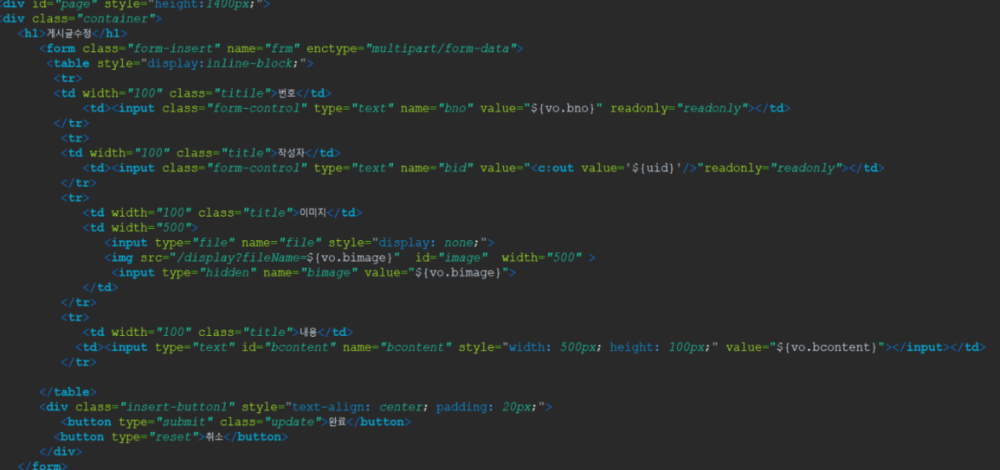 <div id="page" style="height:1400px;">
<div class="container">
<h1>게시글수정</h1>
<form class="form-insert" name="frm" enctype="multipart/form-data">
<table style="display:inline-block;">
<tr>
<td width="100" class="titile">번호</td>
<td><input class="form-control" type="text" name="bno" value="${vo.bno}" readonly="readonly"></td>
</tr>
<tr>
<td width="100" class="title">작성자</td>
<td><input class="form-control" type="text" name="bid" value="<c:out value='${uid}'/>"readonly="readonly"></td>
</tr>
<tr>
<td width="100" class="title">이미지</td>
<td width="500">
<input type="file" name="file" style="display: none;">
<img src="/display?fileName=${vo.bimage}"  id="image"  width="500" >
<input type="hidden" name="bimage" value="${vo.bimage}">
</td>
</tr>
<tr>
<td width="100" class="title">내용</td>
<td><input type="text" id="bcontent" name="bcontent" style="width: 500px; height: 100px;" value="${vo.bcontent}"></input></td>
</tr>
</table>
<div class="insert-button1" style="text-align: center; padding: 20px;">
<button type="submit" class="update">완료</button>
<button type="reset">취소</button>
</div>
</form>